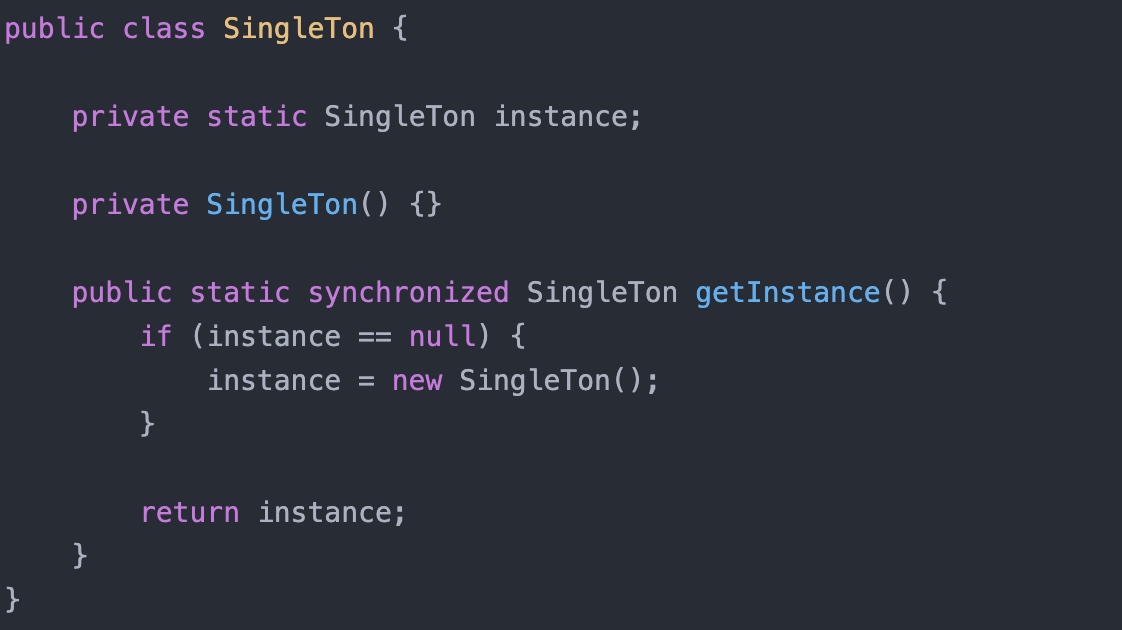 public class SingleTon {
    private static SingleTon instance;
    private SingleTon() {}
    public static synchronized SingleTon getInstance() {
        if (instance == null) {
            instance = new SingleTon();
        }
        return instance;
    }
}